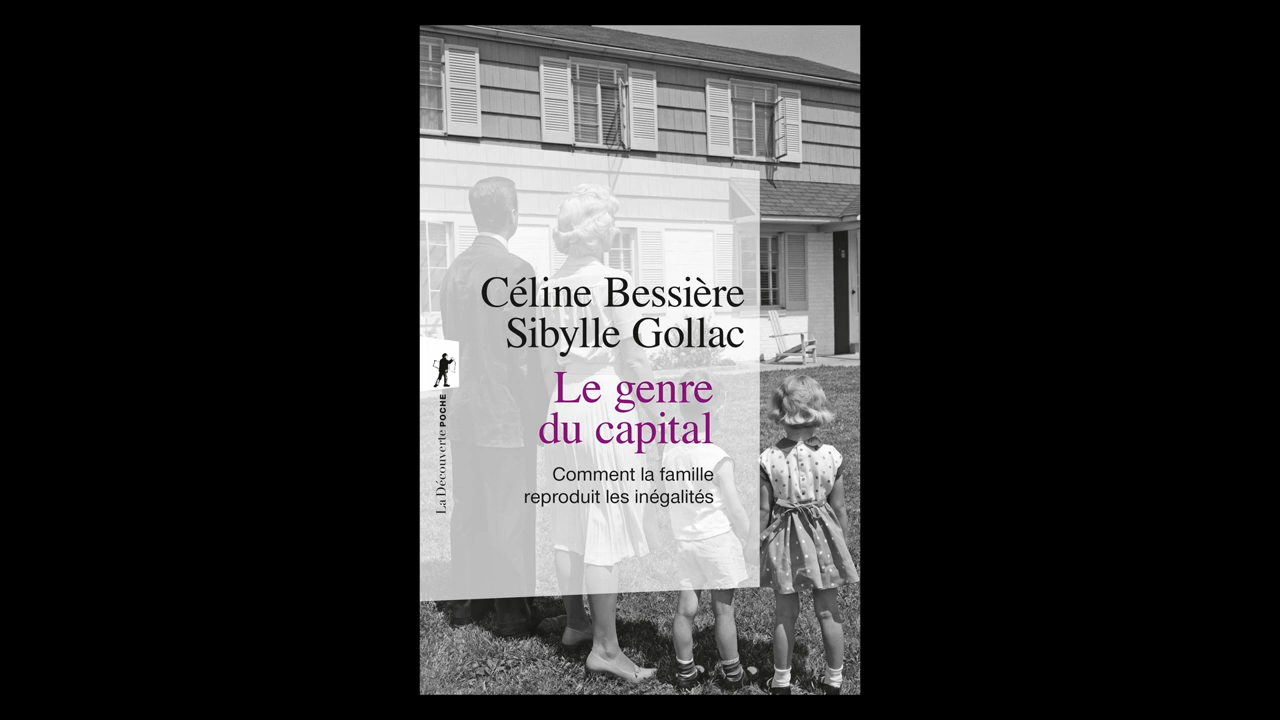 Céline Bessière
Sibylle Gollac
Le genre
du capital
Comment la famille
reproduit les inégalités
La Découverte POCHE